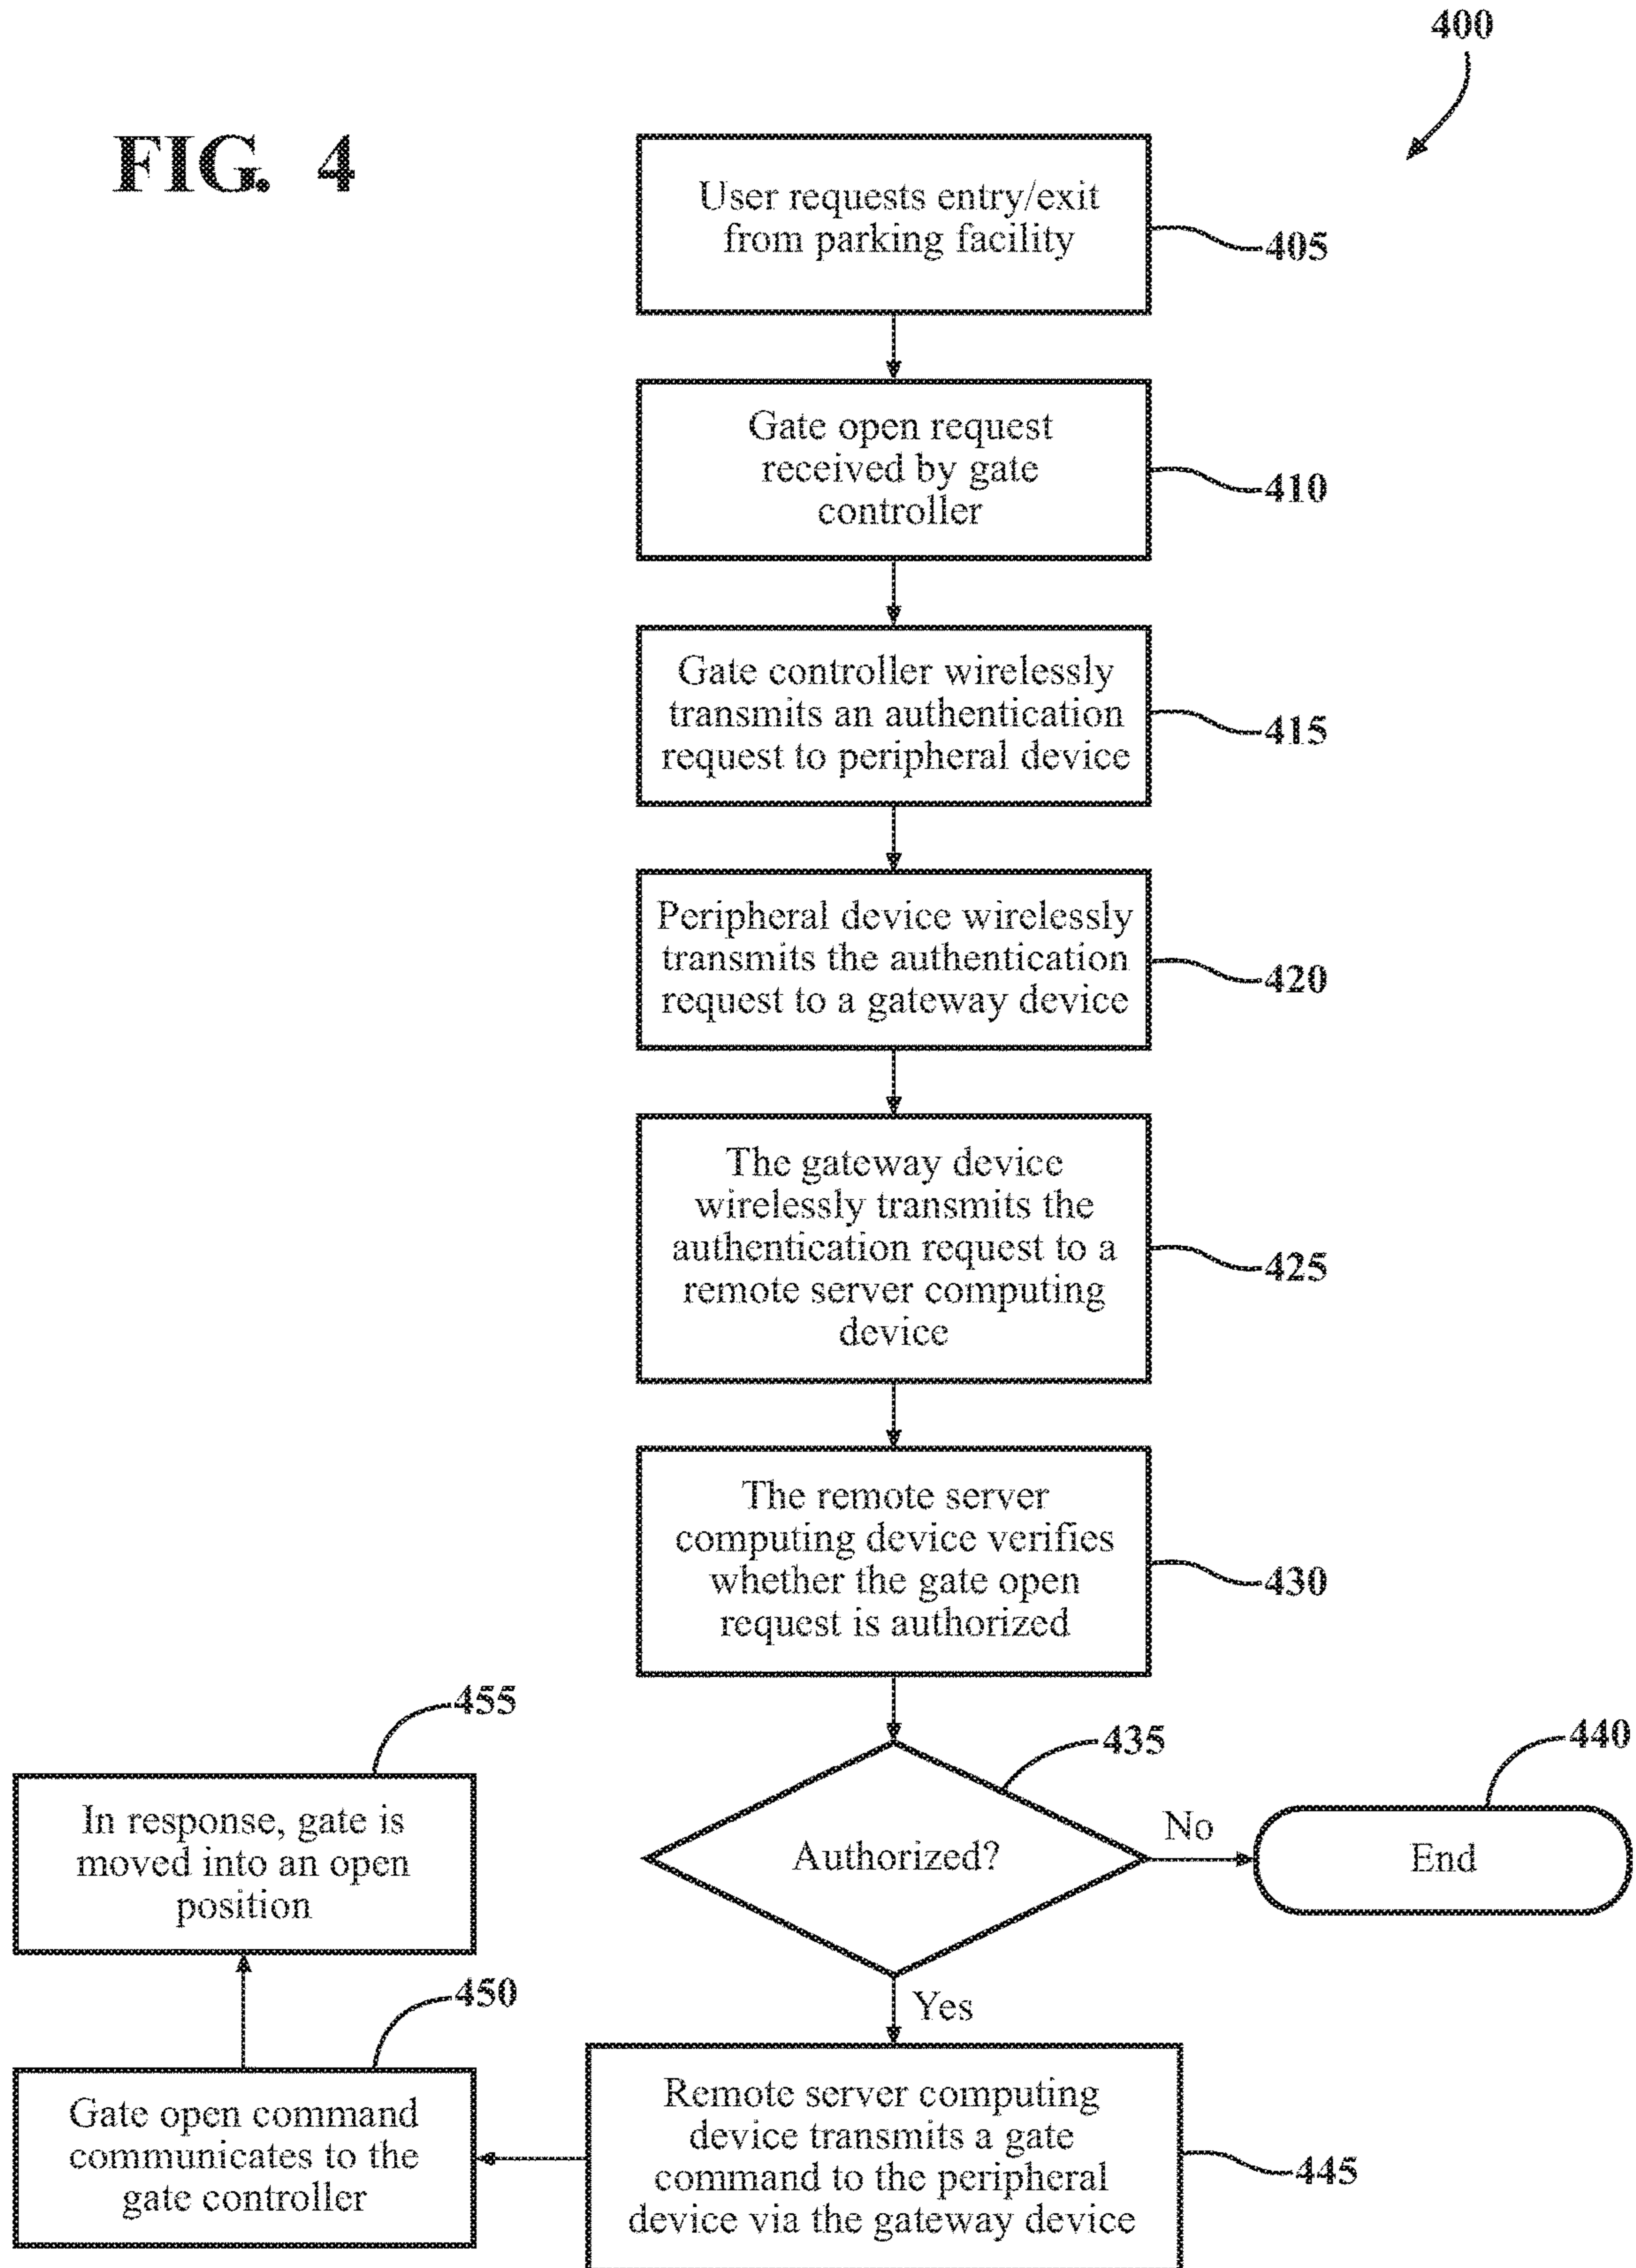 400
FIG. 4
User requests entry/exit
from parking facility
405
Gate open request
received by gate
controller
410
Gate controller wirelessly
transmits an authentication
request to peripheral device
415
Peripheral device wirelessly
transmits the authentication
request to a gateway device
420
The gateway device
wirelessly transmits the
authentication request to a
remote server computing
device
425
The remote server
computing device verifies
whether the gate open
request is authorized
430
435
Authorized?
No
440
End
Yes
Remote server computing
device transmits a gate
command to the peripheral
device via the gateway device
445
450
Gate open command
communicates to the
gate controller
455
In response, gate is
moved into an open
position